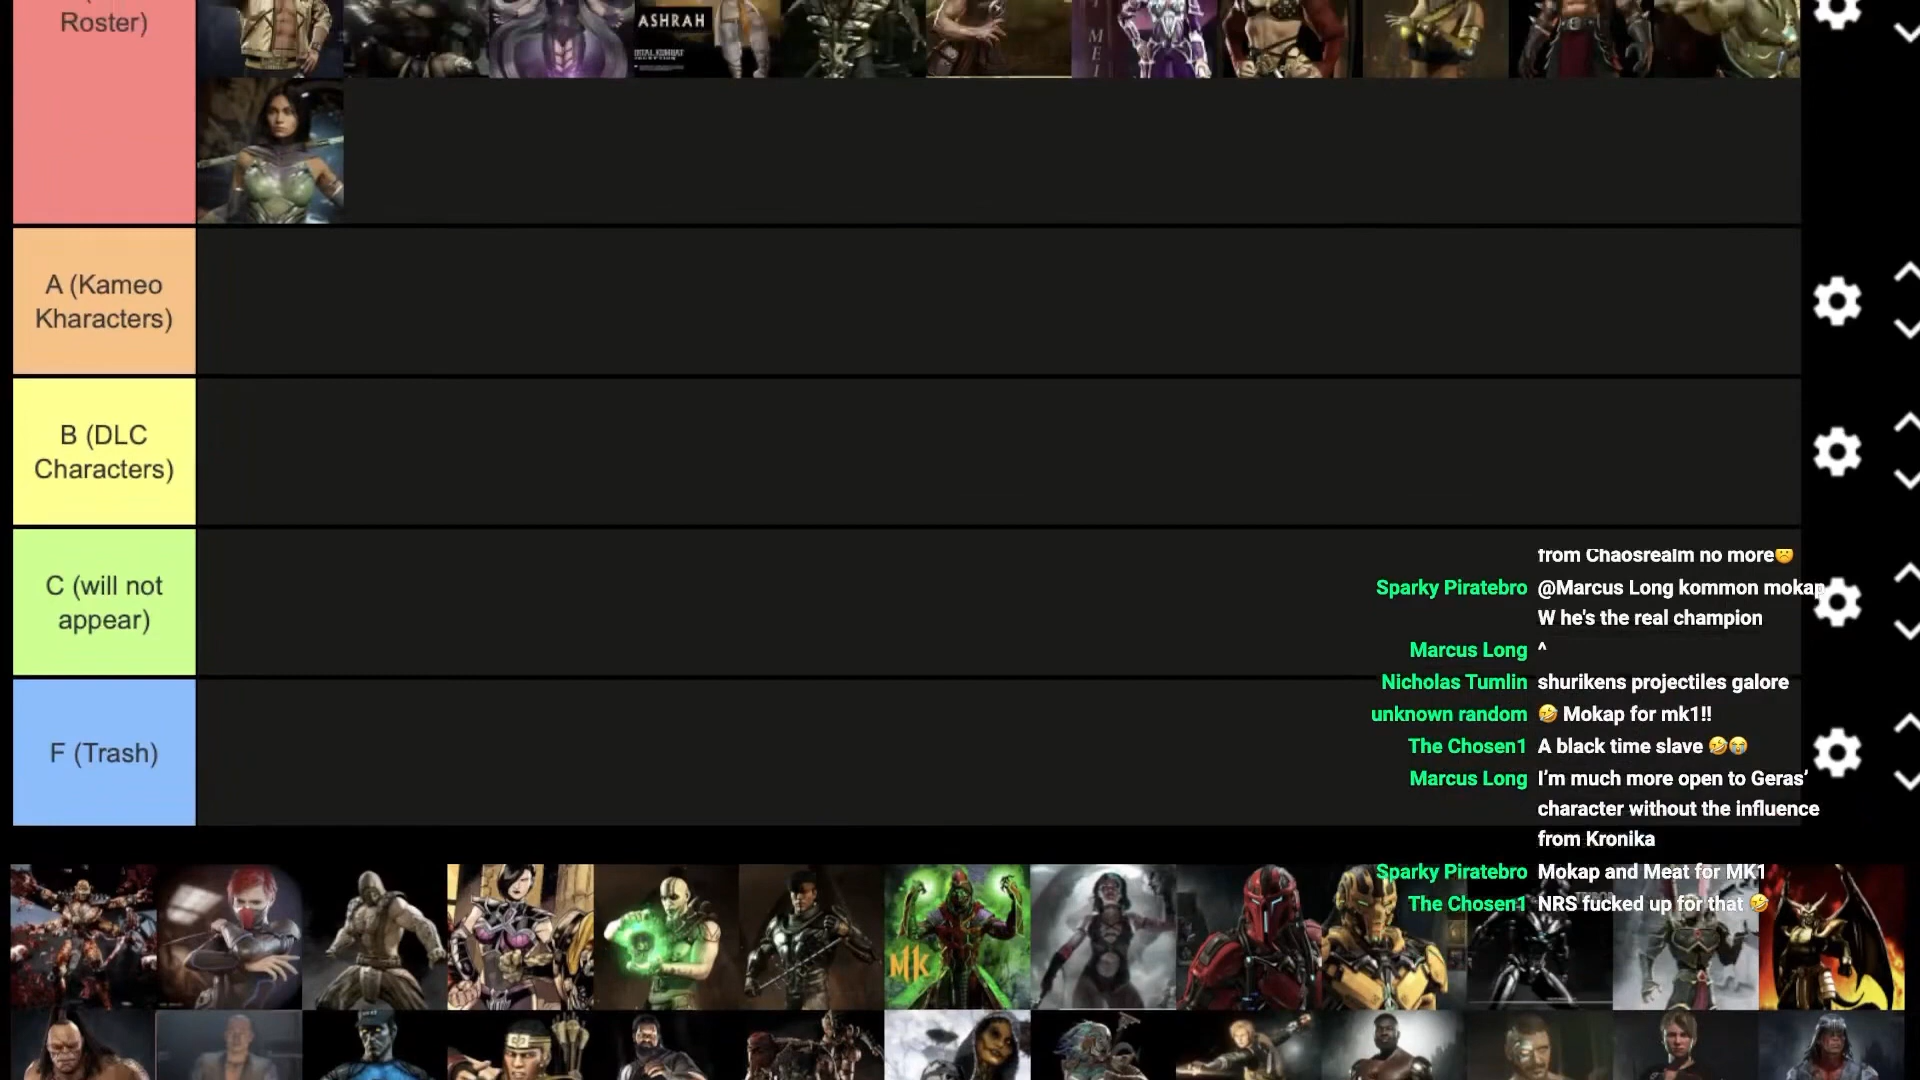 Roster)
ASHRAH
A (Kameo
Kharacters)
B (DLC
Characters)
C (will not
appear)
F (Trash)
from Chaosrealm no more☹️
Sparky Piratebro @Marcus Long kommon mokap
W he's the real champion
Marcus Long ^
Nicholas Tumlin shurikens projectiles galore
unknown random 🤣 Mokap for mk1!!
The Chosen1 A black time slave 🤣😭
Marcus Long I’m much more open to Geras’
character without the influence
from Kronika
Sparky Piratebro Mokap and Meat for MK1
The Chosen1 NRS fucked up for that 🤣
MK